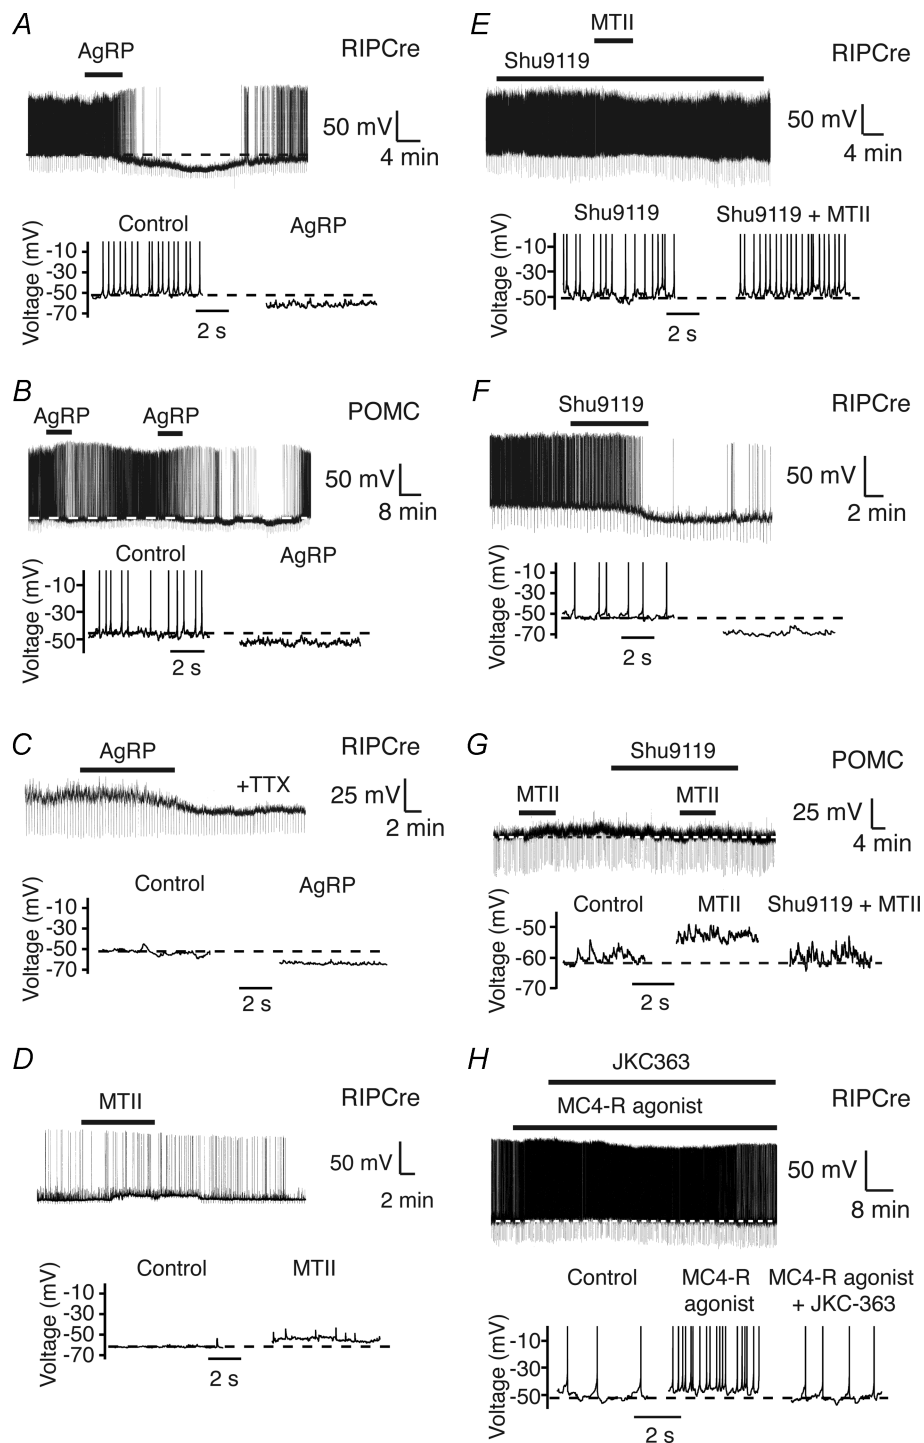 A
AgRP
RIPCre
50 mV
4 min
Control
AgRP
Voltage (mV)
-10
-30
-50
-70
2 s
B
AgRP
AgRP
POMC
50 mV
8 min
Control
AgRP
Voltage (mV)
-10
-30
-50
2 s
C
AgRP
RIPCre
+TTX
25 mV
2 min
Control
AgRP
Voltage (mV)
-10
-30
-50
-70
2 s
D
MTII
RIPCre
50 mV
2 min
Control
MTII
Voltage (mV)
-10
-30
-50
-70
2 s
E
MTII
Shu9119
RIPCre
50 mV
4 min
Shu9119
Shu9119 + MTII
Voltage (mV)
-10
-30
-50
2 s
F
Shu9119
RIPCre
50 mV
2 min
Voltage (mV)
-10
-30
-50
-70
2 s
G
Shu9119
POMC
MTII
MTII
25 mV
4 min
Control
MTII
Shu9119 + MTII
Voltage (mV)
-50
-60
-70
2 s
H
JKC363
RIPCre
MC4-R agonist
50 mV
8 min
Control
MC4-R
agonist
MC4-R agonist
+ JKC-363
Voltage (mV)
-10
-30
-50
2 s